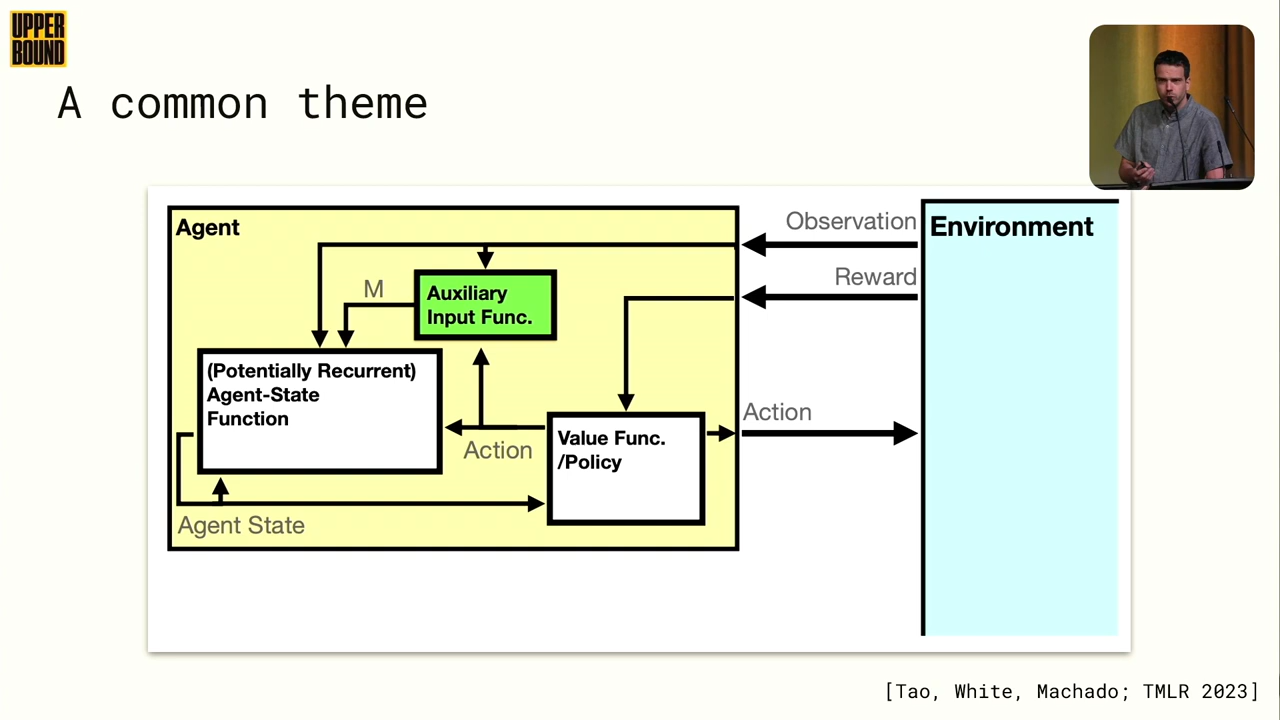 UPPER
BOUND
A common theme
Agent
Observation
Environment
Reward
M
Auxiliary
Input Func.
(Potentially Recurrent)
Agent-State
Function
Action
Value Func.
/Policy
Action
Agent State
[Tao, White, Machado; TMLR 2023]